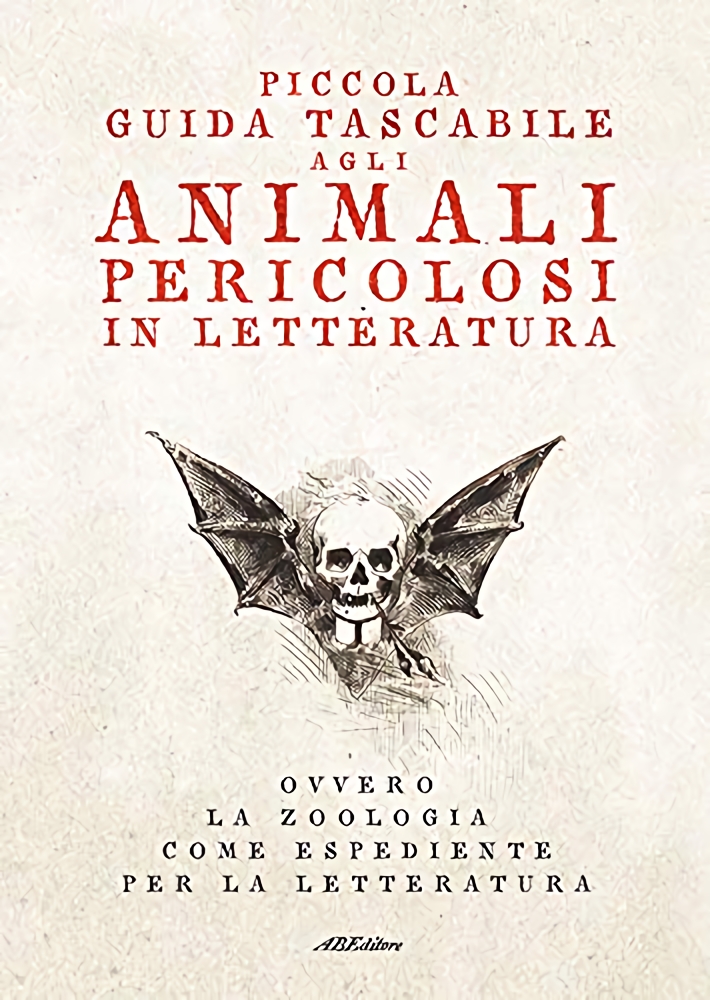 PICCOLA
GUIDA TASCABILE
AGLI
ANIMALI
PERICOLOSI
IN LETTERATURA
OVVERO
LA ZOOLOGIA
COME ESPEDIENTE
PER LA LETTERATURA
ABEditore